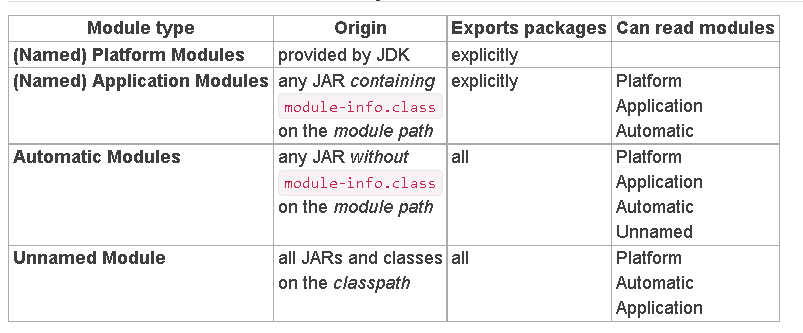 Module type Origin Exports packages Can read modules
(Named) Platform Modules provided by JDK explicitly
(Named) Application Modules any JAR containing explicitly Platform
module-info.class Application
on the module path Automatic
Automatic Modules any JAR without all Platform
module-info.class Application
on the module path Automatic
Unnamed
Unnamed Module all JARs and classes all Platform
on the classpath Automatic
Application